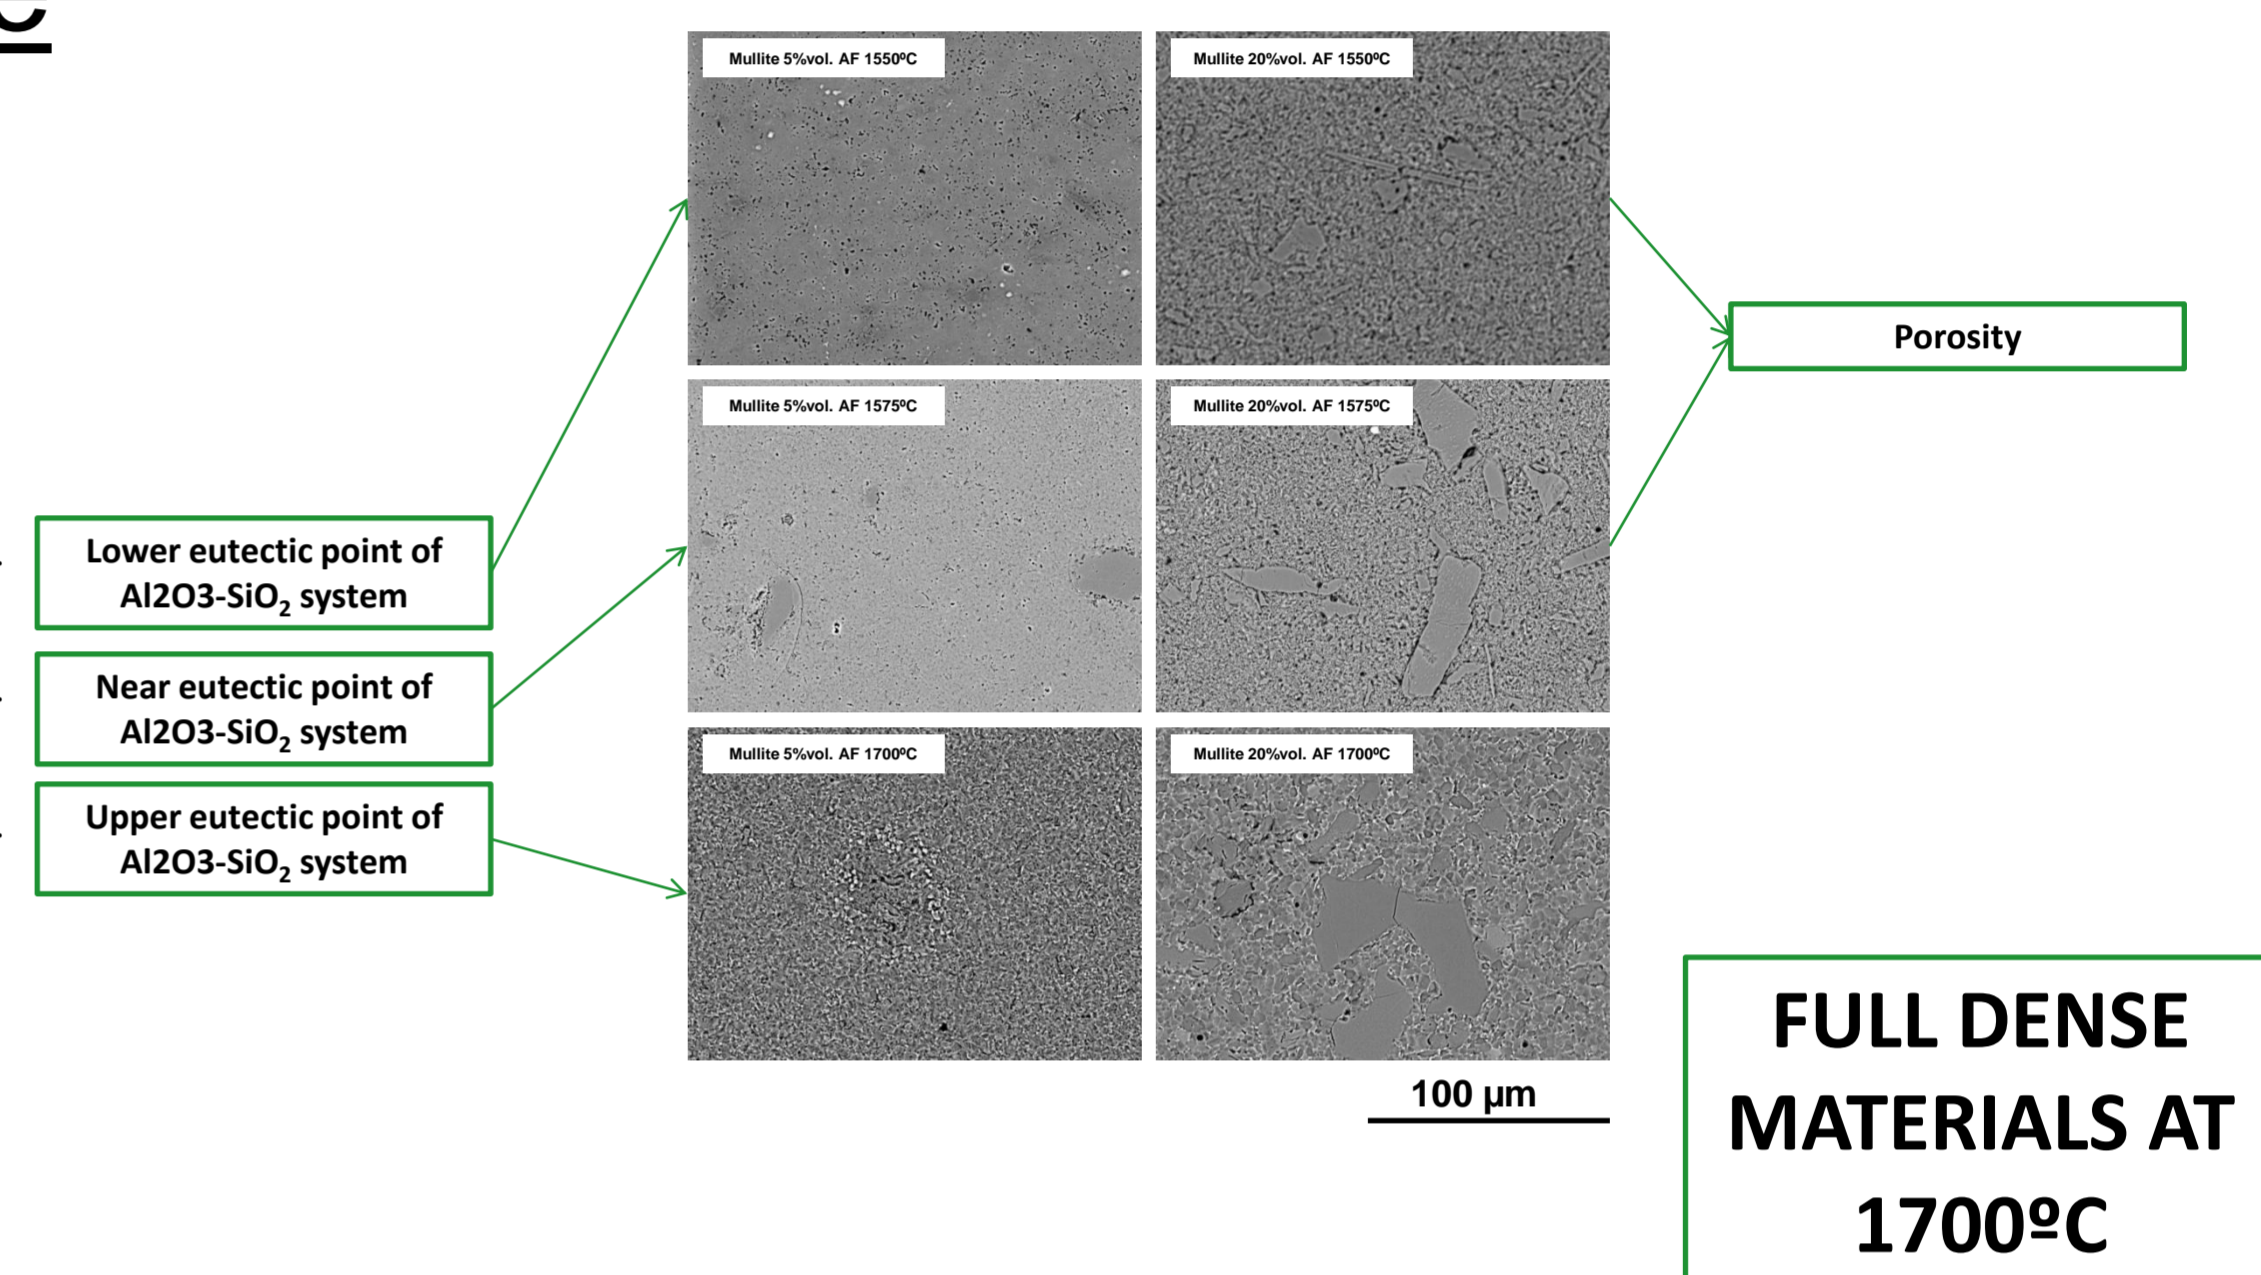 Mullite 5%vol. AF 1550ºC
Mullite 20%vol. AF 1550ºC
Porosity
Mullite 5%vol. AF 1575ºC
Mullite 20%vol. AF 1575ºC
Lower eutectic point of
Al2O3-SiO₂ system
Near eutectic point of
Al2O3-SiO₂ system
Mullite 5%vol. AF 1700ºC
Mullite 20%vol. AF 1700ºC
Upper eutectic point of
Al2O3-SiO₂ system
100 µm
FULL DENSE
MATERIALS AT
1700ºC